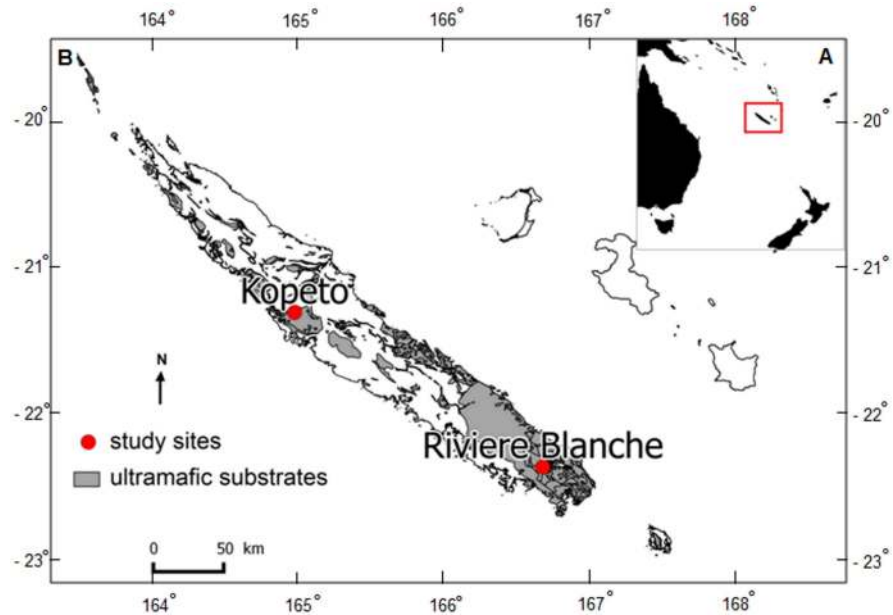 164° 165° 166° 167° 168°
B
A
- 20° - 20°
- 21° - 21°
Kopeto
N
- 22° - 22°
Riviere Blanche
study sites
ultramafic substrates
0 50 km
- 23° - 23°
164° 165° 166° 167° 168°